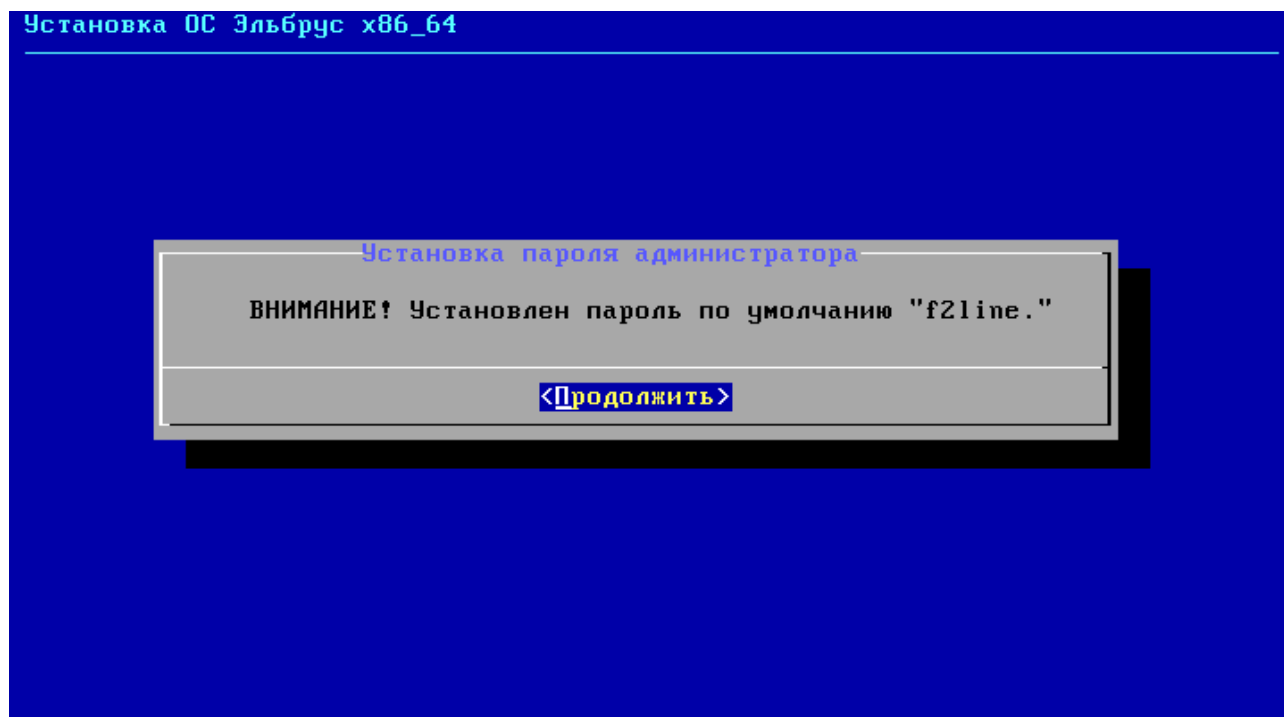 Установка ОС Эльбрус x86_64
Установка пароля администратора
ВНИМАНИЕ! Установлен пароль по умолчанию "f2line."
<Продолжить>